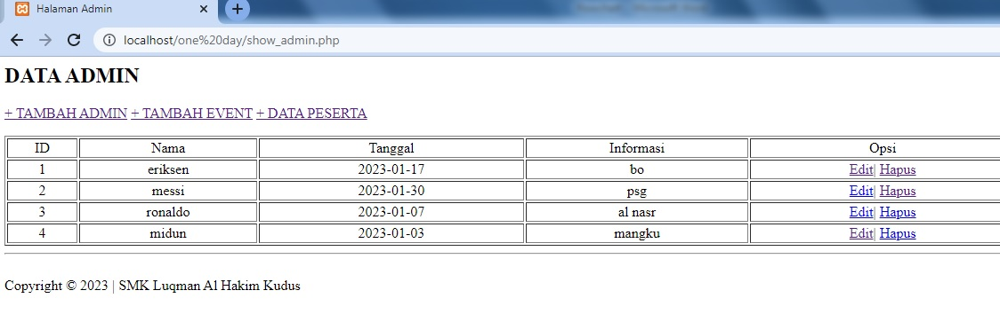 Halaman Admin
localhost/one%20day/show_admin.php
DATA ADMIN
+ TAMBAH ADMIN + TAMBAH EVENT + DATA PESERTA
ID Nama Tanggal Informasi Opsi
1 eriksen 2023-01-17 bo Edit| Hapus
2 messi 2023-01-30 psg Edit| Hapus
3 ronaldo 2023-01-07 al nasr Edit| Hapus
4 midun 2023-01-03 mangku Edit| Hapus
Copyright © 2023 | SMK Luqman Al Hakim Kudus